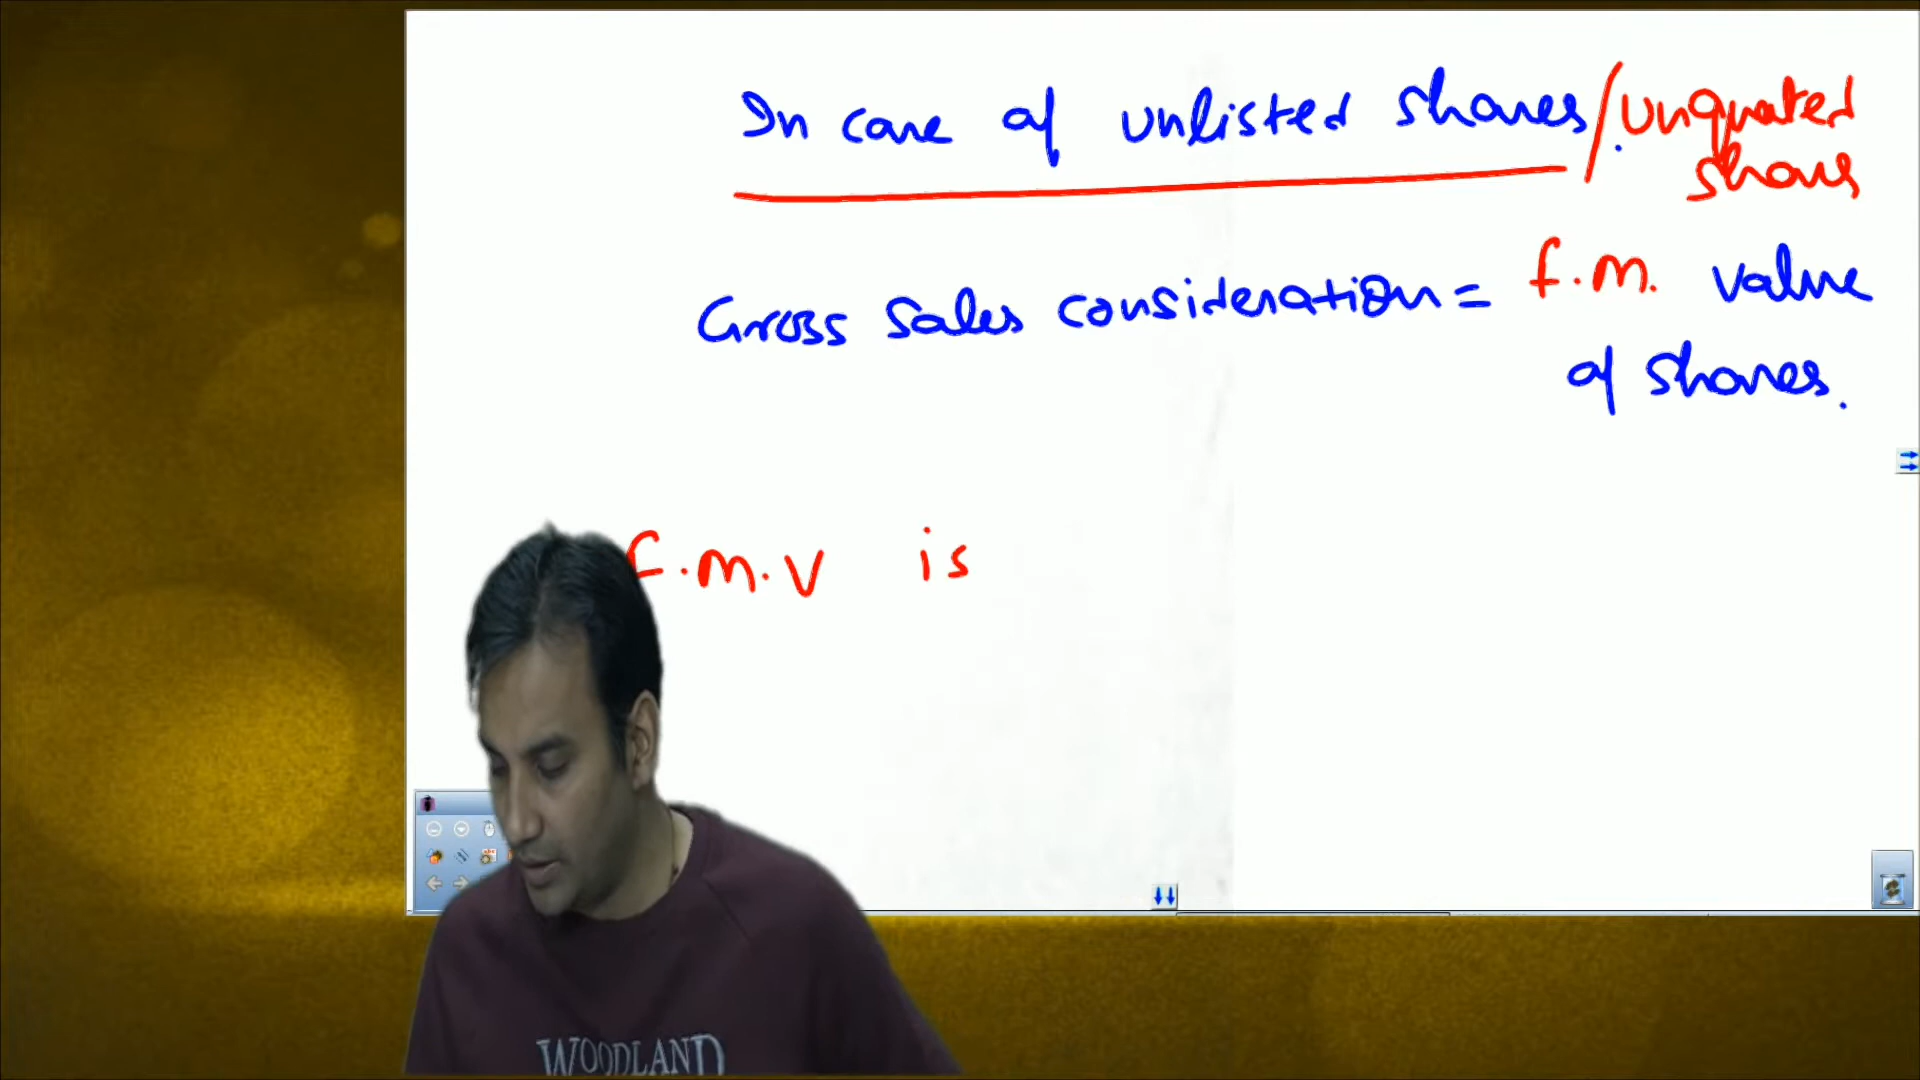 In case of unlisted shares/unquoted
shares
Gross sales consideration = f.m. value
of shares.
f.m.v is
WOODLAND